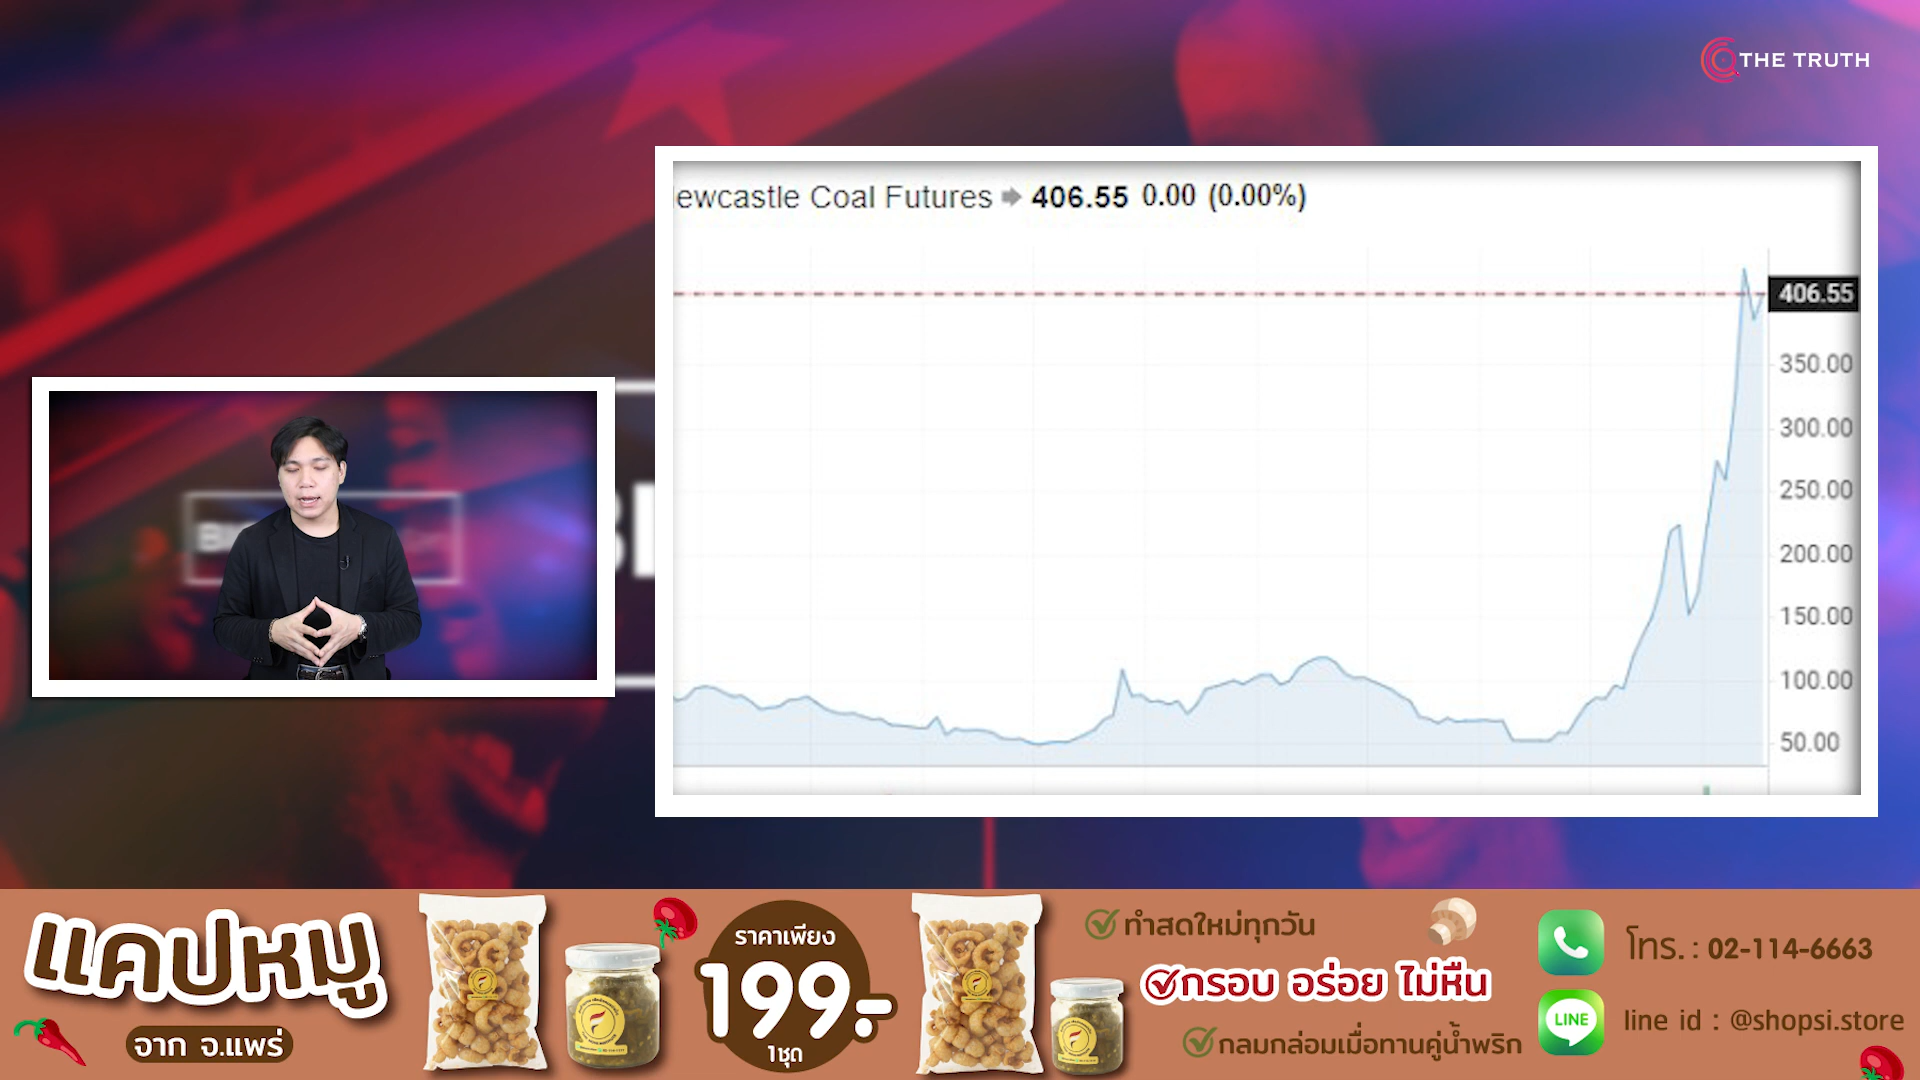 THE TRUTH
ewcastle Coal Futures 406.55 0.00 (0.00%)
406.55
350.00
300.00
250.00
200.00
150.00
100.00
50.00
แคปหมู
จาก จ.แพร่
ราคาเพียง
199.-
1ชุด
ทำสดใหม่ทุกวัน
กรอบ อร่อย ไม่หืน
กลมกล่อมเมื่อทานคู่น้ำพริก
โทร. : 02-114-6663
LINE
line id : @shopsi.store